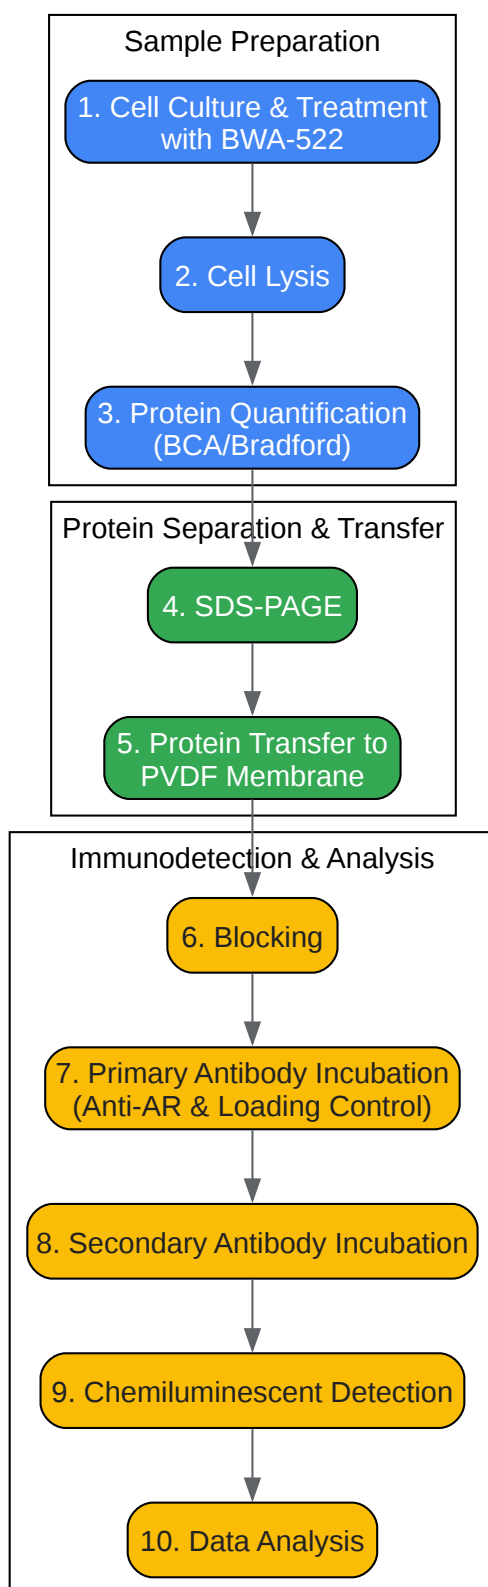 Sample Preparation
1. Cell Culture & Treatment
with BWA-522
2. Cell Lysis
3. Protein Quantification
(BCA/Bradford)
Protein Separation & Transfer
4. SDS-PAGE
5. Protein Transfer to
PVDF Membrane
Immunodetection & Analysis
6. Blocking
7. Primary Antibody Incubation
(Anti-AR & Loading Control)
8. Secondary Antibody Incubation
9. Chemiluminescent Detection
10. Data Analysis